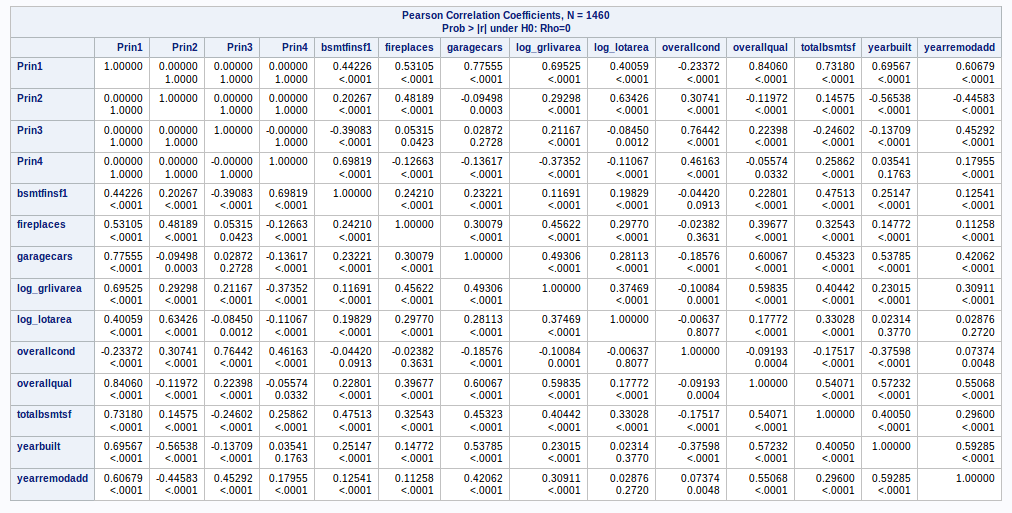 Pearson Correlation Coefficients, N = 1460
Prob > |r| under H0: Rho=0
Prin1 Prin2 Prin3 Prin4 bsmtfinsf1 fireplaces garagecars log_grlivarea log_lotarea overallcond overallqual totalbsmtsf yearbuilt yearremodadd
Prin1 1.00000 0.00000 0.00000 0.00000 0.44226 0.53105 0.77555 0.69525 0.40059 -0.23372 0.84060 0.73180 0.69567 0.60679
1.0000 1.0000 1.0000 <.0001 <.0001 <.0001 <.0001 <.0001 <.0001 <.0001 <.0001 <.0001 <.0001
Prin2 0.00000 1.00000 0.00000 0.00000 0.20267 0.48189 -0.09498 0.29298 0.63426 0.30741 -0.11972 0.14575 -0.56538 -0.44583
1.0000 1.0000 1.0000 <.0001 <.0001 0.0003 <.0001 <.0001 <.0001 <.0001 <.0001 <.0001 <.0001
Prin3 0.00000 0.00000 1.00000 -0.00000 -0.39083 0.05315 0.02872 0.21167 -0.08450 0.76442 0.22398 -0.24602 -0.13709 0.45292
1.0000 1.0000 1.0000 <.0001 0.0423 0.2728 <.0001 0.0012 <.0001 <.0001 <.0001 <.0001 <.0001
Prin4 0.00000 0.00000 -0.00000 1.00000 0.69819 -0.12663 -0.13617 -0.37352 -0.11067 0.46163 -0.05574 0.25862 0.03541 0.17955
1.0000 1.0000 1.0000 <.0001 <.0001 <.0001 <.0001 <.0001 <.0001 0.0332 <.0001 0.1763 <.0001
bsmtfinsf1 0.44226 0.20267 -0.39083 0.69819 1.00000 0.24210 0.23221 0.11691 0.19829 -0.04420 0.22801 0.47513 0.25147 0.12541
<.0001 <.0001 <.0001 <.0001 <.0001 <.0001 <.0001 <.0001 0.0913 <.0001 <.0001 <.0001 <.0001
fireplaces 0.53105 0.48189 0.05315 -0.12663 0.24210 1.00000 0.30079 0.45622 0.29770 -0.02382 0.39677 0.32543 0.14772 0.11258
<.0001 <.0001 0.0423 <.0001 <.0001 <.0001 <.0001 <.0001 0.3631 <.0001 <.0001 <.0001 <.0001
garagecars 0.77555 -0.09498 0.02872 -0.13617 0.23221 0.30079 1.00000 0.49306 0.28113 -0.18576 0.60067 0.45323 0.53785 0.42062
<.0001 0.0003 0.2728 <.0001 <.0001 <.0001 <.0001 <.0001 <.0001 <.0001 <.0001 <.0001 <.0001
log_grlivarea 0.69525 0.29298 0.21167 -0.37352 0.11691 0.45622 0.49306 1.00000 0.37469 -0.10084 0.59835 0.40442 0.23015 0.30911
<.0001 <.0001 <.0001 <.0001 <.0001 <.0001 <.0001 <.0001 0.0001 <.0001 <.0001 <.0001 <.0001
log_lotarea 0.40059 0.63426 -0.08450 -0.11067 0.19829 0.29770 0.28113 0.37469 1.00000 -0.00637 0.17772 0.33028 0.02314 0.02876
<.0001 <.0001 0.0012 <.0001 <.0001 <.0001 <.0001 <.0001 0.8077 <.0001 <.0001 0.3770 0.2720
overallcond -0.23372 0.30741 0.76442 0.46163 -0.04420 -0.02382 -0.18576 -0.10084 -0.00637 1.00000 -0.09193 -0.17517 -0.37598 0.07374
<.0001 <.0001 <.0001 <.0001 0.0913 0.3631 <.0001 0.0001 0.8077 0.0004 <.0001 <.0001 0.0048
overallqual 0.84060 -0.11972 0.22398 -0.05574 0.22801 0.39677 0.60067 0.59835 0.17772 -0.09193 1.00000 0.54071 0.57232 0.55068
<.0001 <.0001 <.0001 0.0332 <.0001 <.0001 <.0001 <.0001 <.0001 0.0004 <.0001 <.0001 <.0001
totalbsmtsf 0.73180 0.14575 -0.24602 0.25862 0.47513 0.32543 0.45323 0.40442 0.33028 -0.17517 0.54071 1.00000 0.40050 0.29600
<.0001 <.0001 <.0001 <.0001 <.0001 <.0001 <.0001 <.0001 <.0001 <.0001 <.0001 <.0001 <.0001
yearbuilt 0.69567 -0.56538 -0.13709 0.03541 0.25147 0.14772 0.53785 0.23015 0.02314 -0.37598 0.57232 0.40050 1.00000 0.59285
<.0001 <.0001 <.0001 0.1763 <.0001 <.0001 <.0001 <.0001 0.3770 <.0001 <.0001 <.0001 <.0001
yearremodadd 0.60679 -0.44583 0.45292 0.17955 0.12541 0.11258 0.42062 0.30911 0.02876 0.07374 0.55068 0.29600 0.59285 1.00000
<.0001 <.0001 <.0001 <.0001 <.0001 <.0001 <.0001 <.0001 0.2720 0.0048 <.0001 <.0001 <.0001